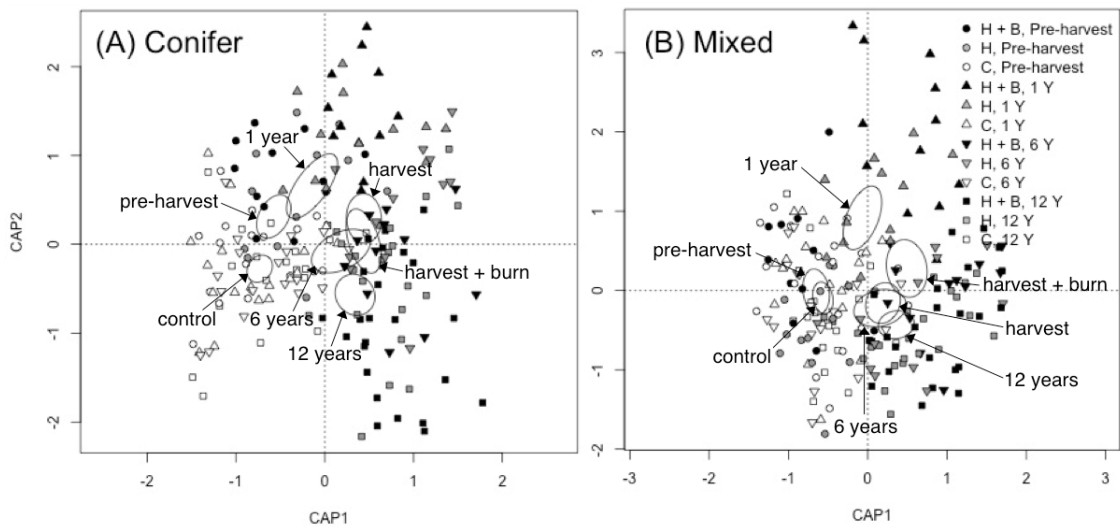 (A) Conifer
1 year
harvest
pre-harvest
harvest + burn
control
6 years
12 years
CAP2
2
1
0
-1
-2
-2
-1
0
1
2
CAP1
(B) Mixed
H + B, Pre-harvest
H, Pre-harvest
C, Pre-harvest
H + B, 1 Y
H, 1 Y
C, 1 Y
H + B, 6 Y
H, 6 Y
C, 6 Y
H + B, 12 Y
H, 12 Y
C, 12 Y
1 year
pre-harvest
harvest + burn
harvest
control
12 years
6 years
3
2
1
0
-1
-2
-3
-2
-1
0
1
2
3
CAP1